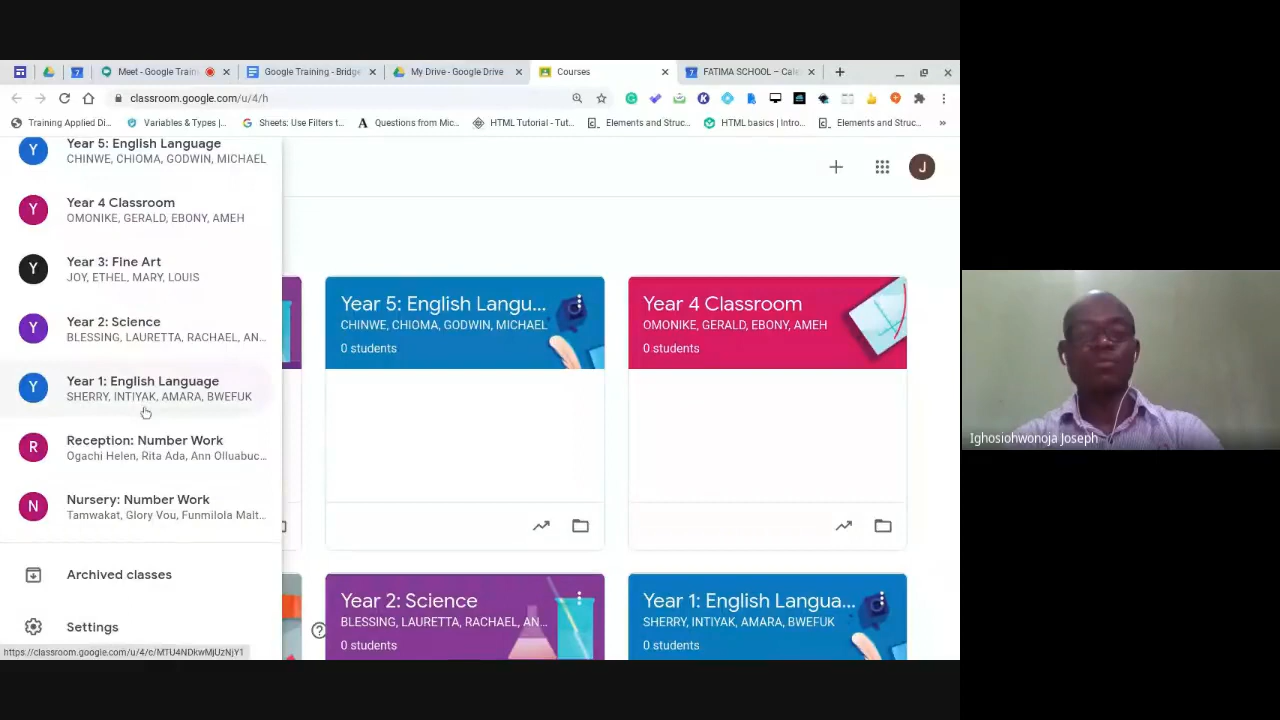 Meet - Google Train
Google Training - Bridge
My Drive - Google Drive
Courses
FATIMA SCHOOL – Cale
classroom.google.com/u/4/h
Training Applied Di...
Variables & Types |...
Sheets: Use Filters t...
Questions from Mic...
HTML Tutorial - Tut...
Elements and Struc...
HTML basics | Intro...
Elements and Struc...
»
Y
Year 5: English Language
CHINWE, CHIOMA, GODWIN, MICHAEL
Y
Year 4 Classroom
OMONIKE, GERALD, EBONY, AMEH
Y
Year 3: Fine Art
JOY, ETHEL, MARY, LOUIS
Y
Year 2: Science
BLESSING, LAURETTA, RACHAEL, AN...
Y
Year 1: English Language
SHERRY, INTIYAK, AMARA, BWEFUK
R
Reception: Number Work
Ogachi Helen, Rita Ada, Ann Olluabuc...
N
Nursery: Number Work
Tamwakat, Glory Vou, Funmilola Malt...
Archived classes
Settings
https://classroom.google.com/u/4/c/MTU4NDkwMjUzNjY1
J
Year 5: English Langu...
CHINWE, CHIOMA, GODWIN, MICHAEL
0 students
Year 4 Classroom
OMONIKE, GERALD, EBONY, AMEH
0 students
Year 2: Science
BLESSING, LAURETTA, RACHAEL, AN...
0 students
Year 1: English Langua...
SHERRY, INTIYAK, AMARA, BWEFUK
0 students
Ighosiohwonoja Joseph